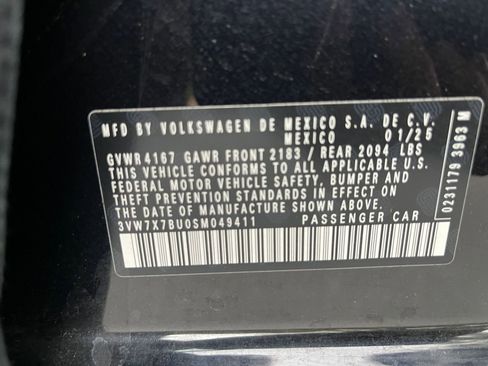 MFD BY VOLKSWAGEN DE MEXICO S.A. DE C.V.
MEXICO 01/25
GVWR 4167 GAWR FRONT 2183 / REAR 2094 LBS
THIS VEHICLE CONFORMS TO ALL APPLICABLE U.S.
FEDERAL MOTOR VEHICLE SAFETY, BUMPER AND
THEFT PREVENTION STANDARDS IN EFFECT ON THE
DATE OF MANUFACTURE SHOWN ABOVE.
3VW7X7BU0SM049411 PASSENGER CAR
0231179 3963 M